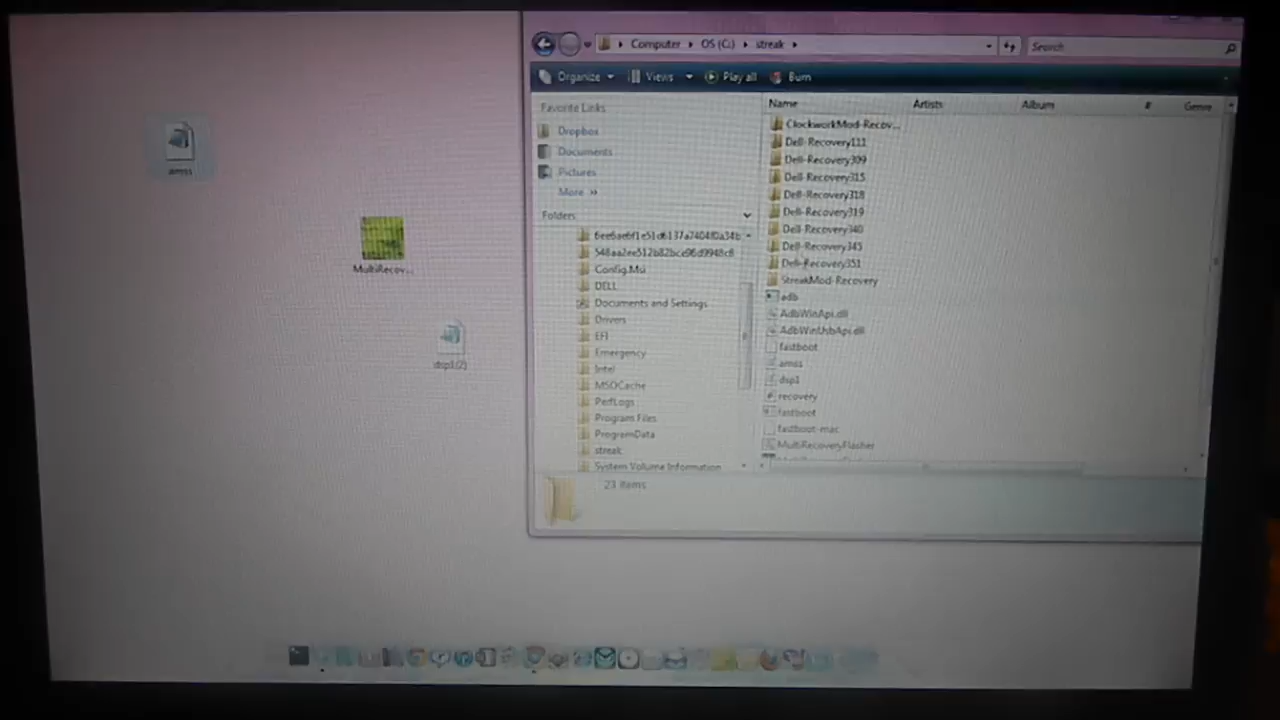 Computer OS (C:) streak
Search
Organize Views Play all Burn
Favorite Links
Dropbox
Documents
Pictures
More »
Folders
Config.Msi
DELL
Documents and Settings
Drivers
EFI
Emergency
Intel
MSOCache
PerfLogs
Program Files
ProgramData
streak
System Volume Information
Name Artists Album # Genre
ClockworkMod-Recov...
Dell-Recovery111
Dell-Recovery309
Dell-Recovery315
Dell-Recovery318
Dell-Recovery319
Dell-Recovery340
Dell-Recovery345
Dell-Recovery351
StreakMod-Recovery
adb
AdbWinApi.dll
AdbWinUsbApi.dll
fastboot
amss
dsp1
recovery
fastboot
fastboot-mac
MultiRecoveryFlasher
23 items
amss
MultiRecov...
dsp1(2)